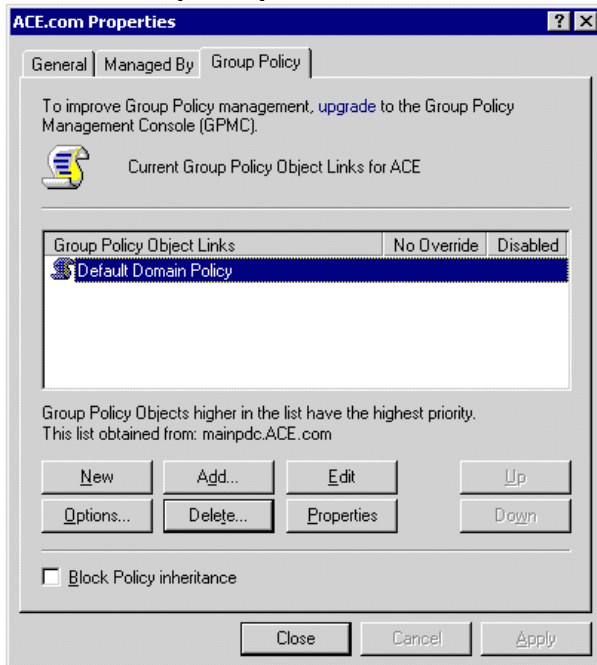 ACE.com Properties
General Managed By Group Policy
To improve Group Policy management, upgrade to the Group Policy
Management Console (GPMC).
Current Group Policy Object Links for ACE
Group Policy Object Links No Override Disabled
Default Domain Policy
Group Policy Objects higher in the list have the highest priority.
This list obtained from: mainpdc.ACE.com
New Add... Edit Up
Options... Delete... Properties Down
Block Policy inheritance
Close Cancel Apply